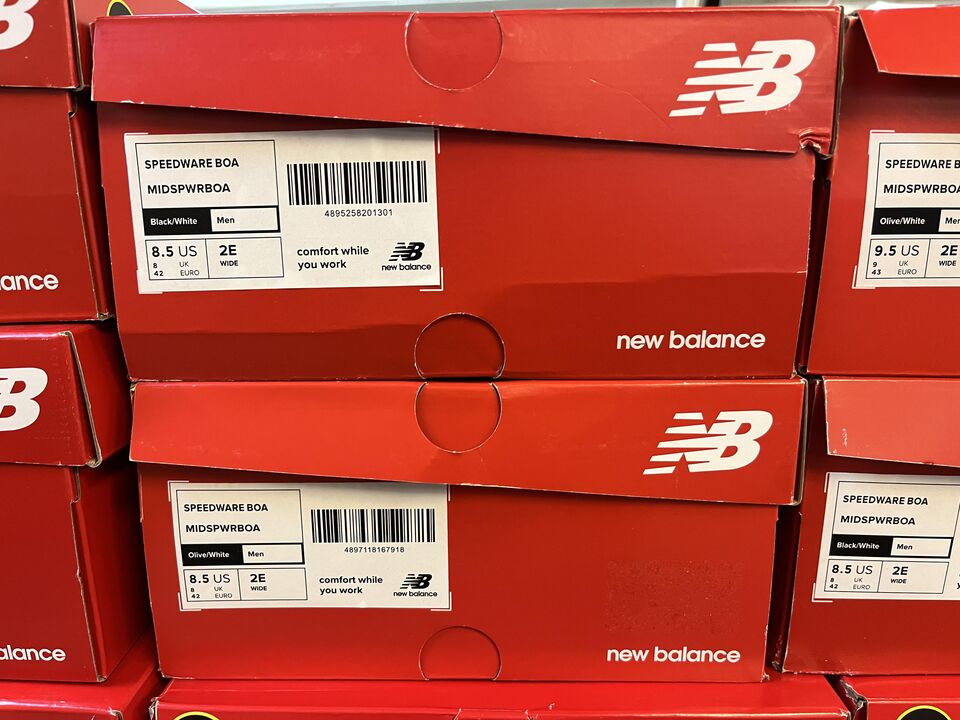 NB
SPEEDWARE BOA
MIDSPWRBOA
Black/White Men
8.5 US 2E
8 UK WIDE
42 EURO
4895258201301
comfort while
you work
NB
new balance
new balance
SPEEDWARE BOA
MIDSPWRBOA
Olive/White
9.5 US 2E
9 UK WIDE
43 EURO
NB
SPEEDWARE BOA
MIDSPWRBOA
Olive/White Men
8.5 US 2E
8 UK WIDE
42 EURO
4897118167918
comfort while
you work
NB
new balance
new balance
SPEEDWARE BOA
MIDSPWRBOA
Black/White Men
8.5 US 2E
8 UK WIDE
42 EURO